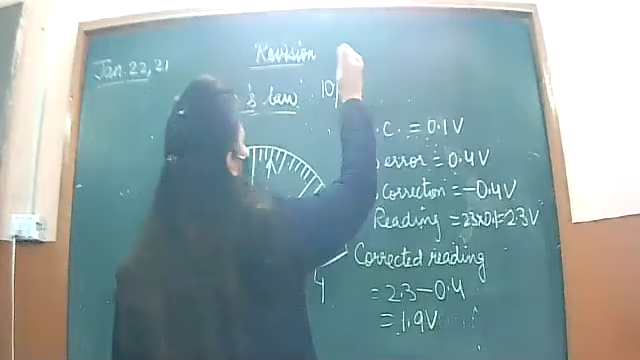 Jan. 22, 21
Revision
's law
10/
.C. = 0.1V
error = 0.4V
correction = -0.4V
Reading = 23x0.1=2.3V
Corrected reading
= 2.3-0.4
= 1.9V
4